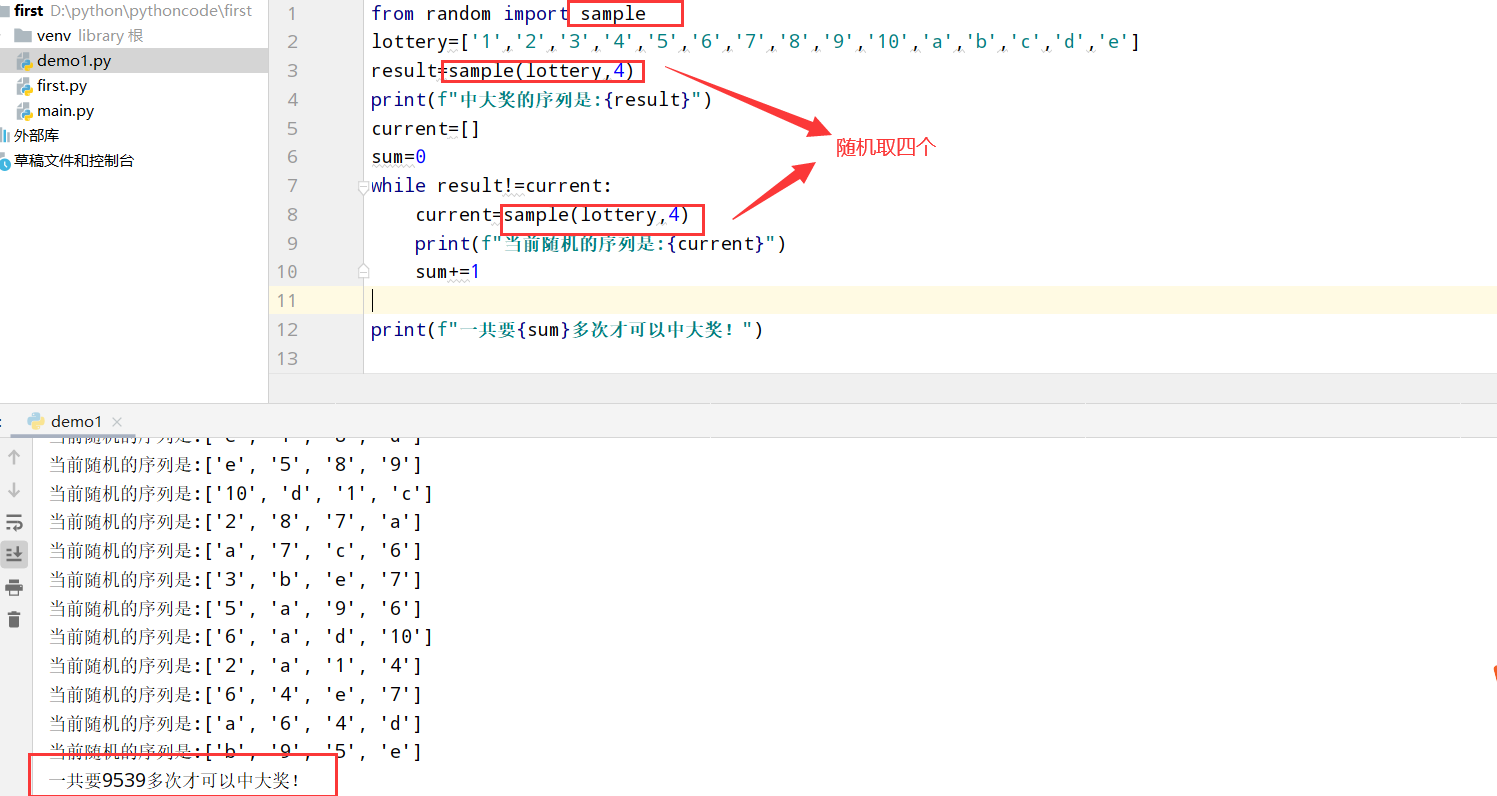 first D:\python\pythoncode\first
venv library 根
demo1.py
first.py
main.py
外部库
草稿文件和控制台
1 from random import sample
2 lottery=['1','2','3','4','5','6','7','8','9','10','a','b','c','d','e']
3 result=sample(lottery,4)
4 print(f"中大奖的序列是:{result}")
5 current=[]
6 sum=0
7 while result!=current:
8 current=sample(lottery,4)
9 print(f"当前随机的序列是:{current}")
10 sum+=1
11
12 print(f"一共要{sum}多次才可以中大奖！")
13
随机取四个
demo1
当前随机的序列是:['e', '5', '8', '9']
当前随机的序列是:['10', 'd', '1', 'c']
当前随机的序列是:['2', '8', '7', 'a']
当前随机的序列是:['a', '7', 'c', '6']
当前随机的序列是:['3', 'b', 'e', '7']
当前随机的序列是:['5', 'a', '9', '6']
当前随机的序列是:['6', 'a', 'd', '10']
当前随机的序列是:['2', 'a', '1', '4']
当前随机的序列是:['6', '4', 'e', '7']
当前随机的序列是:['a', '6', '4', 'd']
当前随机的序列是:['b', '9', '5', 'e']
一共要9539多次才可以中大奖！